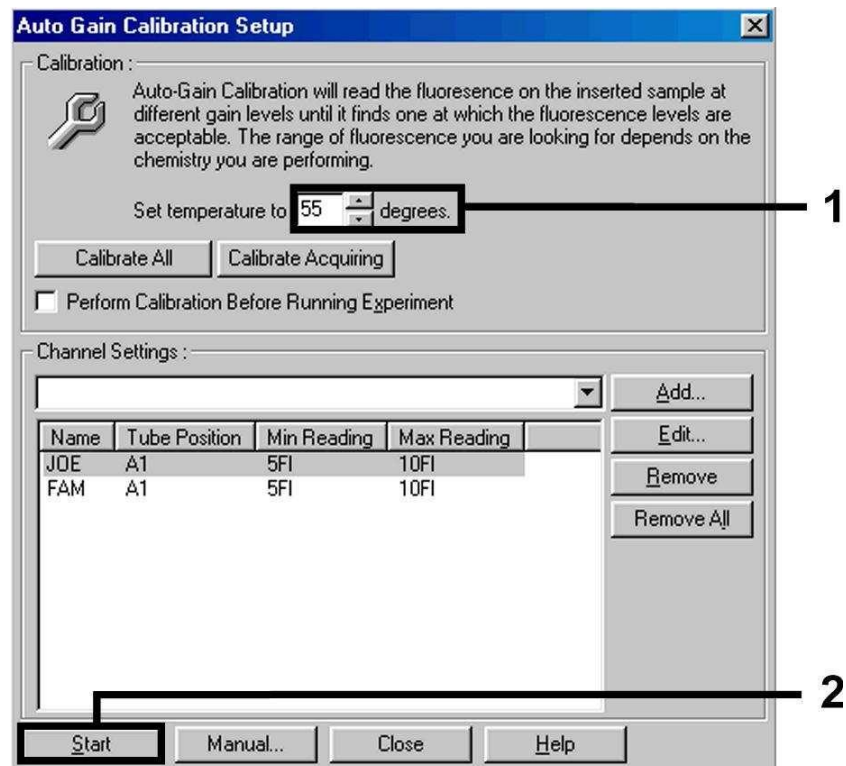 Auto Gain Calibration Setup
Calibration :
Auto-Gain Calibration will read the fluoresence on the inserted sample at
different gain levels until it finds one at which the fluorescence levels are
acceptable. The range of fluorescence you are looking for depends on the
chemistry you are performing.
Set temperature to 55 degrees.
1
Calibrate All Calibrate Acquiring
Perform Calibration Before Running Experiment
Channel Settings :
Add...
Name Tube Position Min Reading Max Reading
Edit...
JOE A1 5Fl 10Fl
FAM A1 5Fl 10Fl
Remove
Remove All
2
Start Manual... Close Help